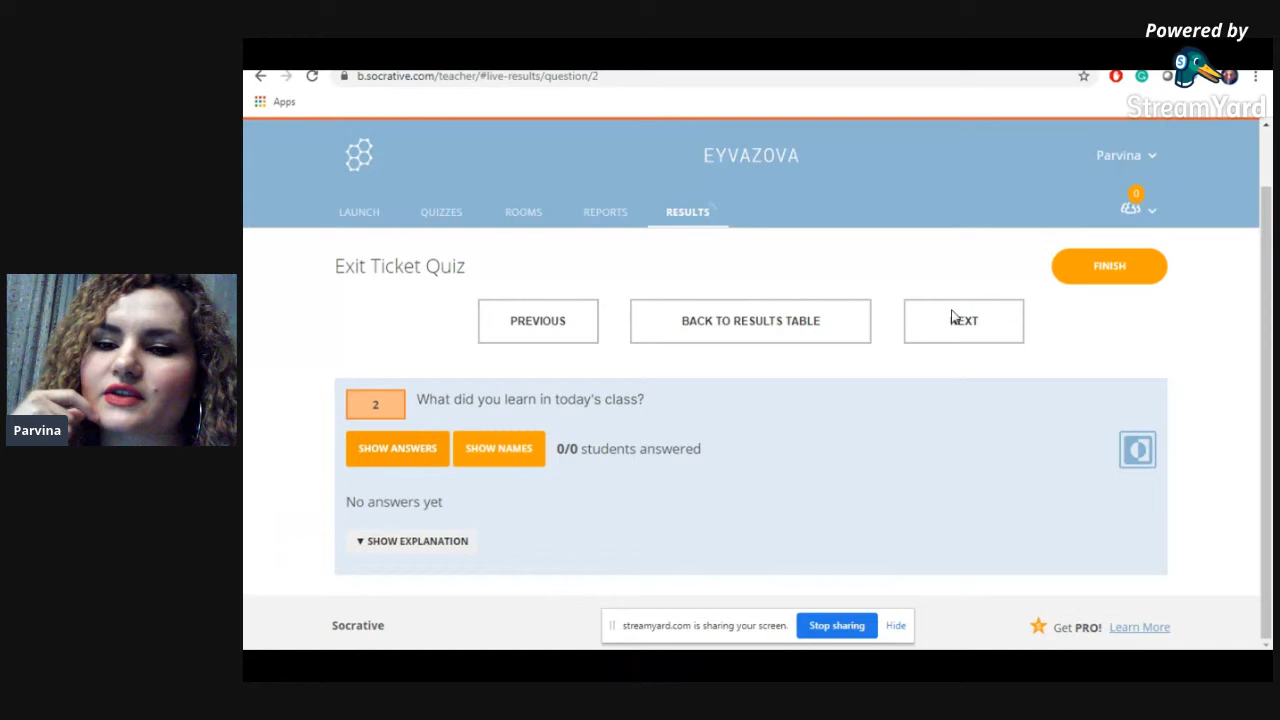 Powered by
StreamYard
b.socrative.com/teacher/#live-results/question/2
Apps
EYVAZOVA
Parvina
0
LAUNCH
QUIZZES
ROOMS
REPORTS
RESULTS
Exit Ticket Quiz
FINISH
PREVIOUS
BACK TO RESULTS TABLE
NEXT
2
What did you learn in today's class?
SHOW ANSWERS
SHOW NAMES
0/0 students answered
No answers yet
▼ SHOW EXPLANATION
Parvina
Socrative
streamyard.com is sharing your screen.
Stop sharing
Hide
Get PRO! Learn More